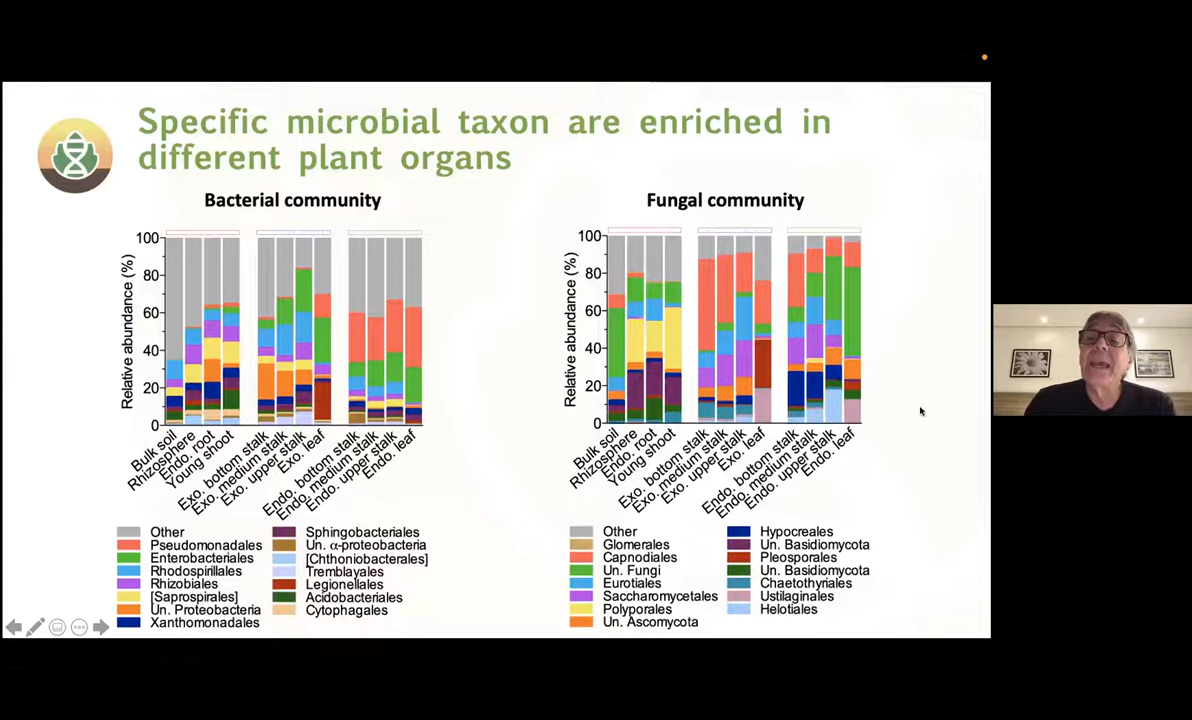 Specific microbial taxon are enriched in
different plant organs
Bacterial community
Relative abundance (%)
100
80
60
40
20
0
Bulk soil
Rhizosphere
Endo. root
Young shoot
Exo. bottom stalk
Exo. medium stalk
Exo. upper stalk
Exo. leaf
Endo. bottom stalk
Endo. medium stalk
Endo. upper stalk
Endo. leaf
Other
Pseudomonadales
Enterobacteriales
Rhodospirillales
Rhizobiales
[Saprospirales]
Un. Proteobacteria
Xanthomonadales
Sphingobacteriales
Un. α-proteobacteria
[Chthoniobacterales]
Tremblayales
Legionellales
Acidobacteriales
Cytophagales
Fungal community
Relative abundance (%)
100
80
60
40
20
0
Bulk soil
Rhizosphere
Endo. root
Young shoot
Exo. bottom stalk
Exo. medium stalk
Exo. upper stalk
Exo. leaf
Endo. bottom stalk
Endo. medium stalk
Endo. upper stalk
Endo. leaf
Other
Glomerales
Capnodiales
Un. Fungi
Eurotiales
Saccharomycetales
Polyporales
Un. Ascomycota
Hypocreales
Un. Basidiomycota
Pleosporales
Un. Basidiomycota
Chaetothyriales
Ustilaginales
Helotiales